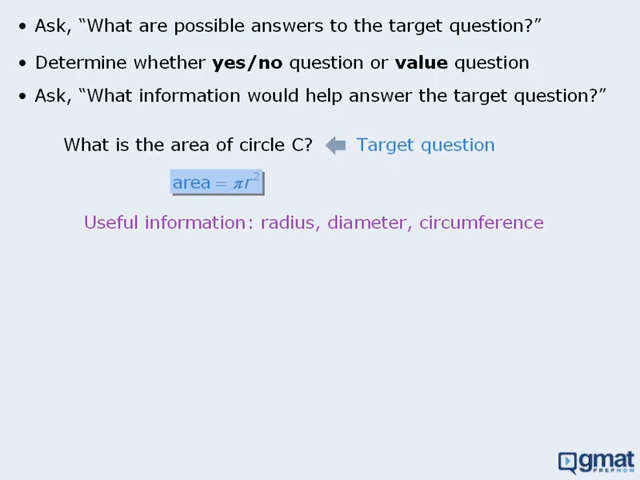 • Ask, “What are possible answers to the target question?”
• Determine whether yes/no question or value question
• Ask, “What information would help answer the target question?”
What is the area of circle C? Target question
area = πr²
Useful information: radius, diameter, circumference
gmat
PREPNOW